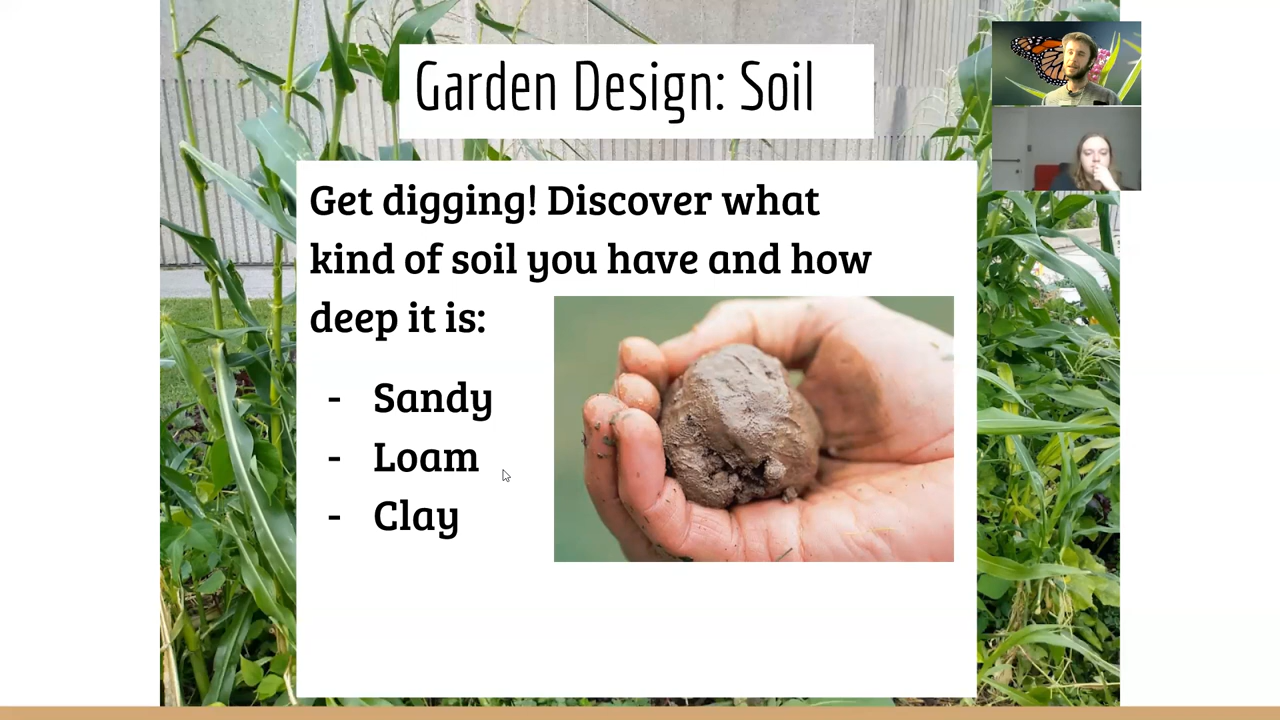 Garden Design: Soil
Get digging! Discover what
kind of soil you have and how
deep it is:
- Sandy
- Loam
- Clay